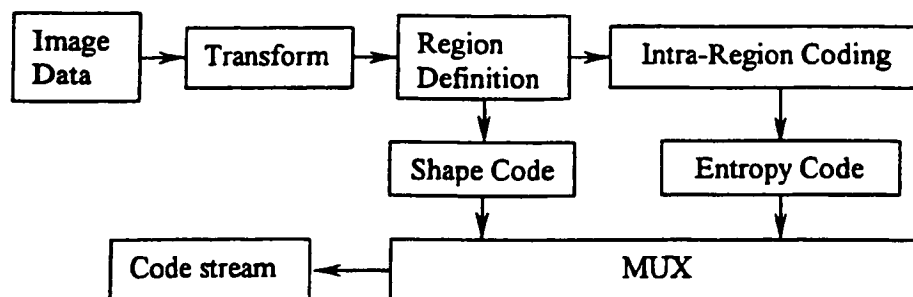 Image
Data
Transform
Region
Definition
Intra-Region Coding
Shape Code
Entropy Code
Code stream
MUX